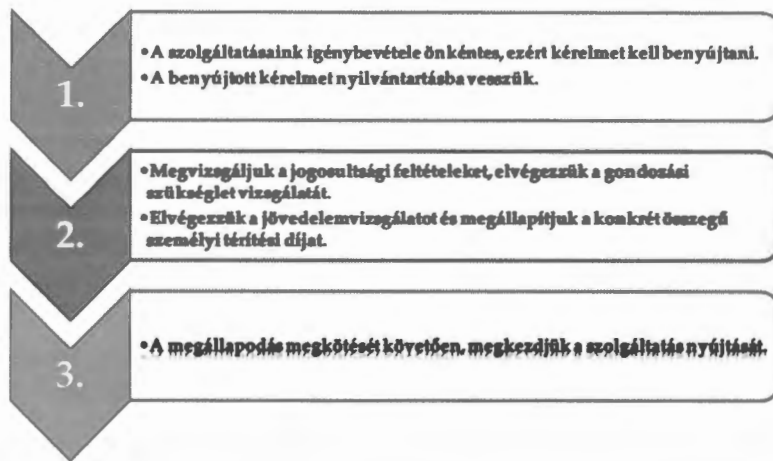 1.
• A szolgáltatásaink igénybevétele önkéntes, ezért kérelmet kell benyújtani.
• A benyújtott kérelmet nyilvántartásba vesszük.
2.
• Megvizsgáljuk a jogosultsági feltételeket, elvégezzük a gondozási
szükséglet vizsgálatát.
• Elvégezzük a jövedelemvizsgálatot és megállapítjuk a konkrét összegű
személyi térítési díjat.
3.
• A megállapodás megkötését követően, megkezdjük a szolgáltatás nyújtását.